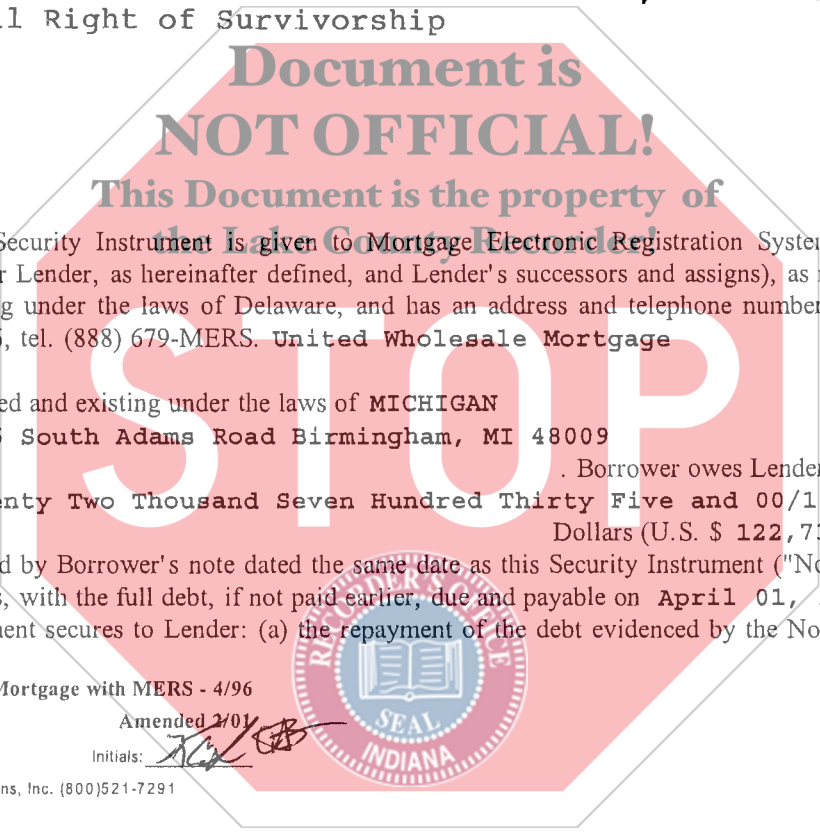 ll Right of Survivorship
Document is
NOT OFFICIAL!
This Document is the property of
the Lake County Recorder!
Security Instrument is given to Mortgage Electronic Registration System
r Lender, as hereinafter defined, and Lender's successors and assigns), as
g under the laws of Delaware, and has an address and telephone number
, tel. (888) 679-MERS. United Wholesale Mortgage
ed and existing under the laws of MICHIGAN
South Adams Road Birmingham, MI 48009
. Borrower owes Lender
enty Two Thousand Seven Hundred Thirty Five and 00/1
Dollars (U.S. $ 122,73
d by Borrower's note dated the same date as this Security Instrument ("No
s, with the full debt, if not paid earlier, due and payable on April 01,
ment secures to Lender: (a) the repayment of the debt evidenced by the No
STOP
RECORDER'S OFFICE
SEAL
INDIANA
Mortgage with MERS - 4/96
Amended 2/01
Initials:
ns, Inc. (800)521-7291